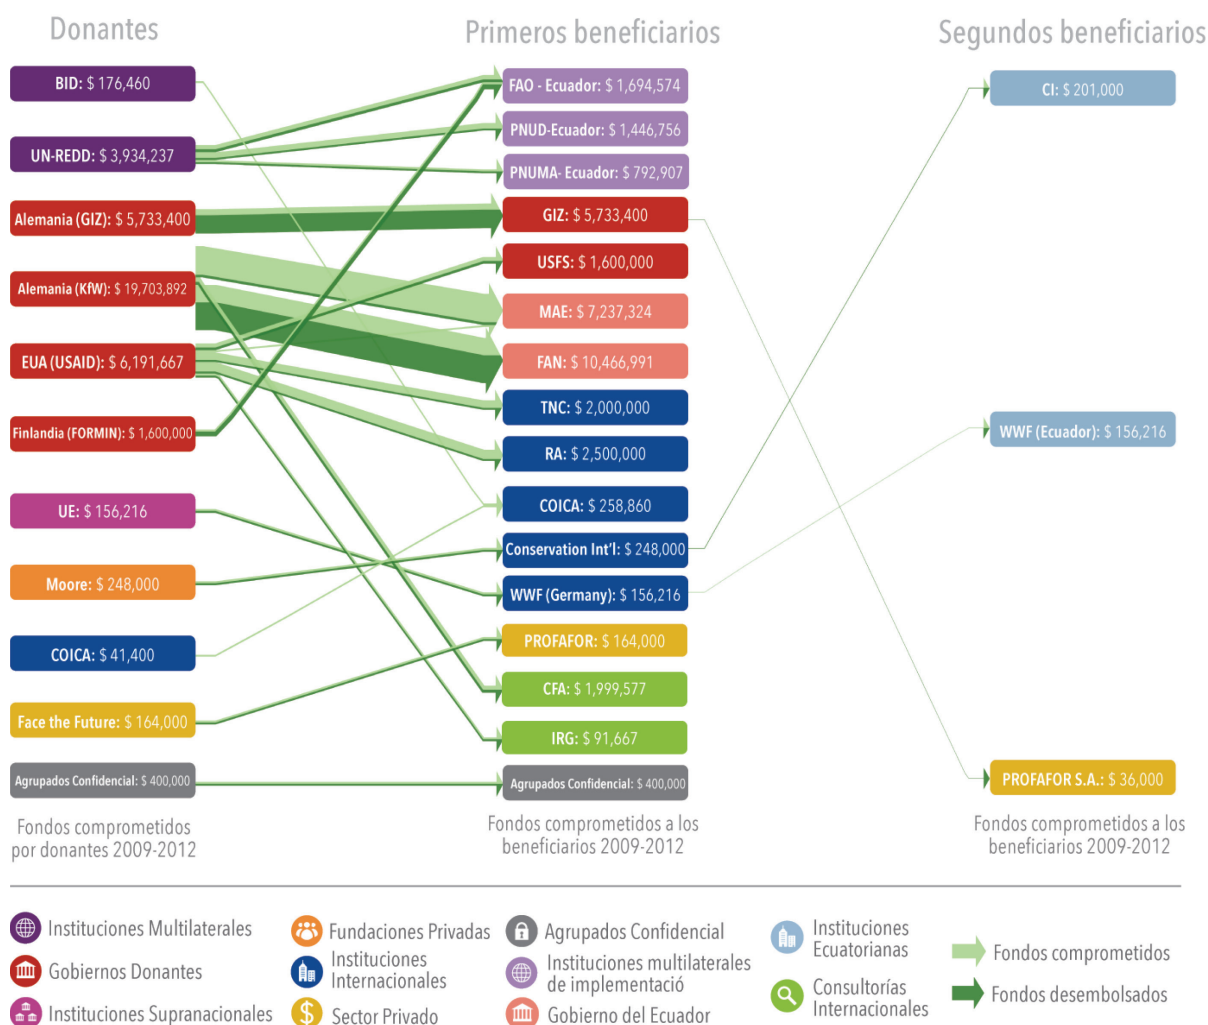 Donantes
Primeros beneficiarios
Segundos beneficiarios
BID: $ 176,460
UN-REDD: $ 3,934,237
Alemania (GIZ): $ 5,733,400
Alemania (KfW): $ 19,703,892
EUA (USAID): $ 6,191,667
Finlandia (FORMIN): $ 1,600,000
UE: $ 156,216
Moore: $ 248,000
COICA: $ 41,400
Face the Future: $ 164,000
Agrupados Confidencial: $ 400,000
Fondos comprometidos
por donantes 2009-2012
FAO - Ecuador: $ 1,694,574
PNUD-Ecuador: $ 1,446,756
PNUMA- Ecuador: $ 792,907
GIZ: $ 5,733,400
USFS: $ 1,600,000
MAE: $ 7,237,324
FAN: $ 10,466,991
TNC: $ 2,000,000
RA: $ 2,500,000
COICA: $ 258,860
Conservation Int'l: $ 248,000
WWF (Germany): $ 156,216
PROFAFOR: $ 164,000
CFA: $ 1,999,577
IRG: $ 91,667
Agrupados Confidencial: $ 400,000
Fondos comprometidos a los
beneficiarios 2009-2012
CI: $ 201,000
WWF (Ecuador): $ 156,216
PROFAFOR S.A.: $ 36,000
Fondos comprometidos a los
beneficiarios 2009-2012
Instituciones Multilaterales
Gobiernos Donantes
Instituciones Supranacionales
Fundaciones Privadas
Instituciones
Internacionales
Sector Privado
Agrupados Confidencial
Instituciones multilaterales
de implementació
Gobierno del Ecuador
Instituciones
Ecuatorianas
Consultorías
Internacionales
Fondos comprometidos
Fondos desembolsados